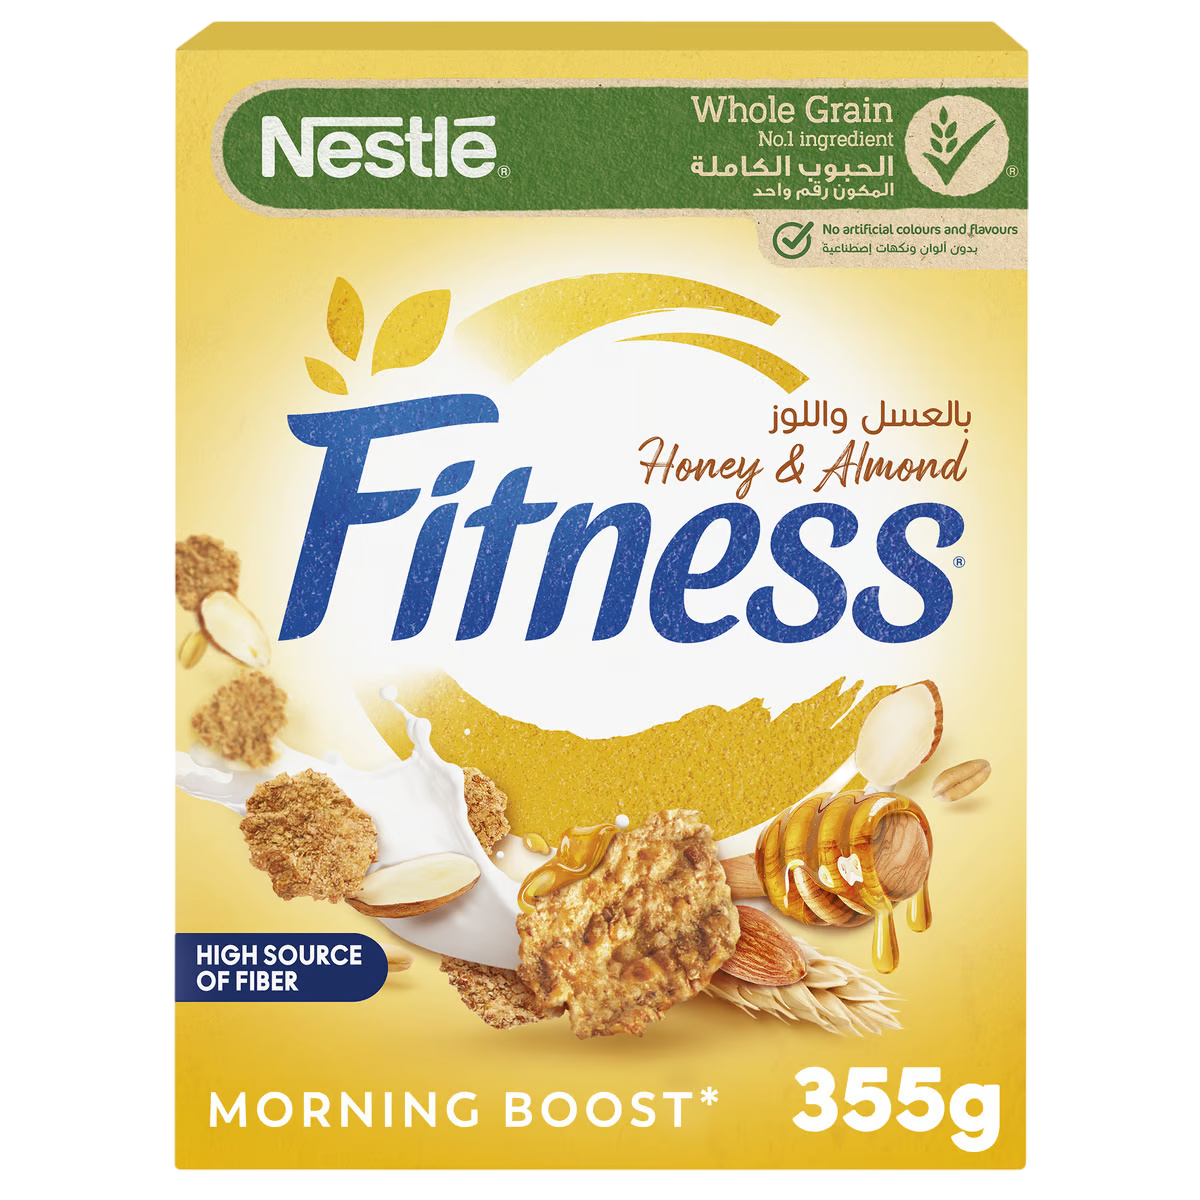 Nestlé®
Whole Grain
No.1 ingredient
الحبوب الكاملة
المكون رقم واحد
®
No artificial colours and flavours
بدون ألوان ونكهات إصطناعية
بالعسل واللوز
Honey & Almond
Fitness®
HIGH SOURCE
OF FIBER
MORNING BOOST*
355g